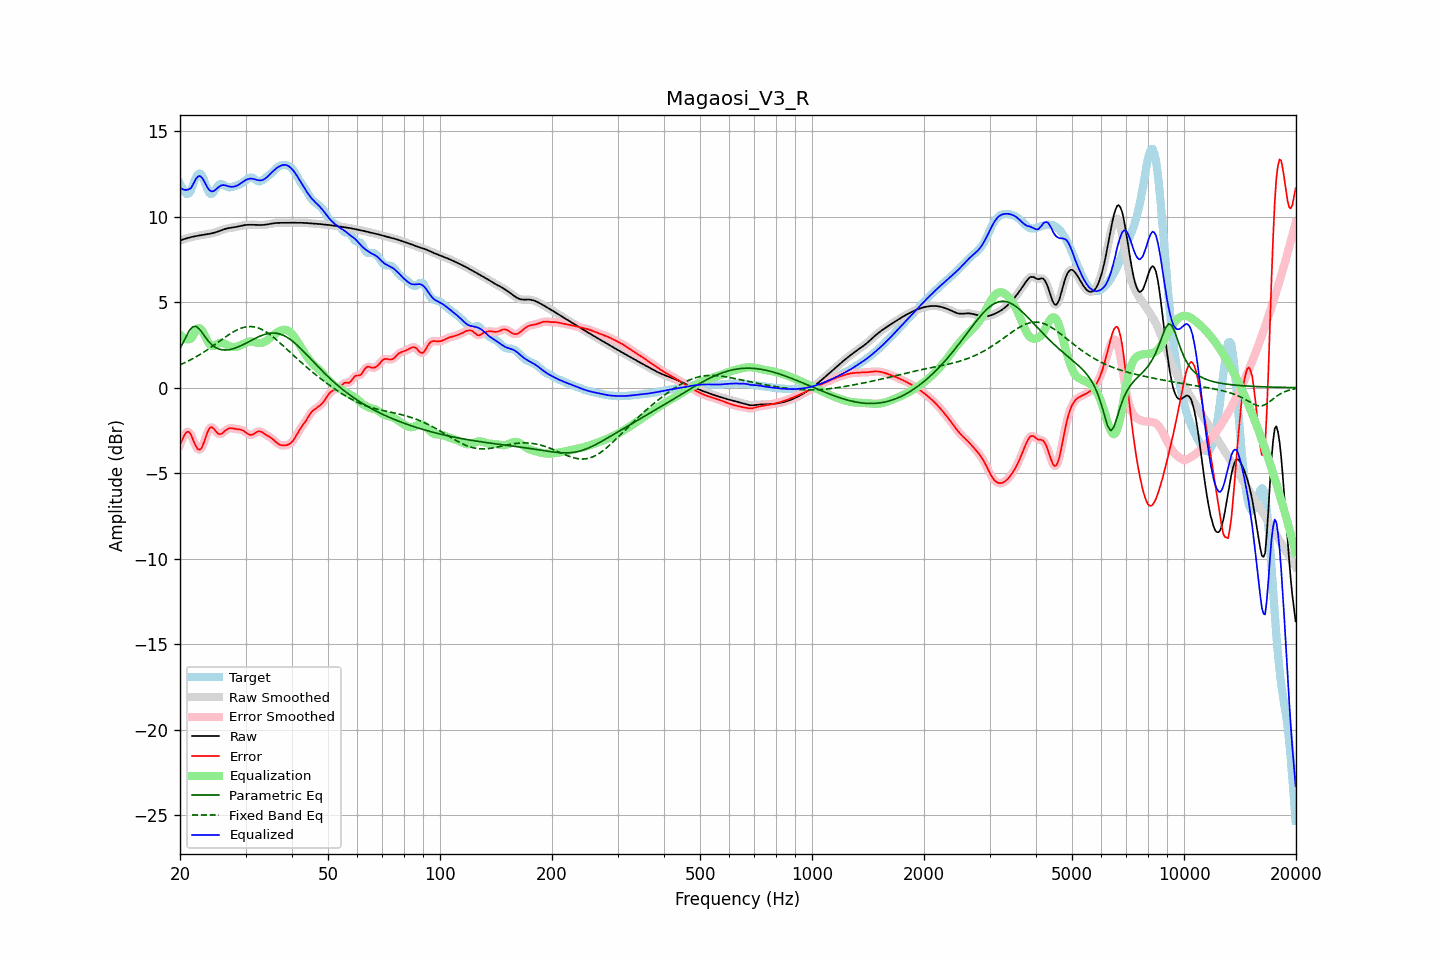 Magaosi_V3_R
15
10
5
0
−5
−10
−15
−20
−25
Amplitude (dBr)
Target
Raw Smoothed
Error Smoothed
Raw
Error
Equalization
Parametric Eq
Fixed Band Eq
Equalized
20 50 100 200 500 1000 2000 5000 10000 20000
Frequency (Hz)